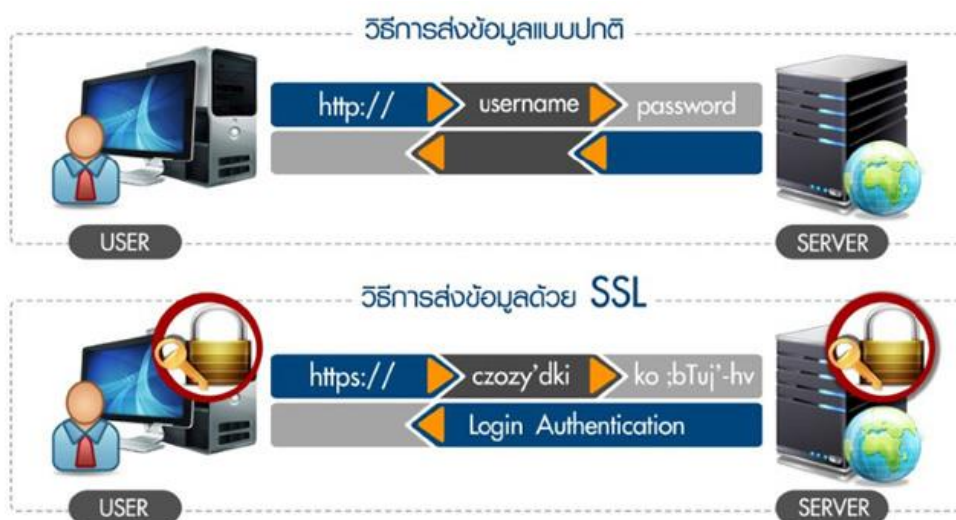 วิธีการส่งข้อมูลแบบปกติ
http:// username password
USER SERVER
วิธีการส่งข้อมูลด้วย SSL
https:// czozy'dki ko ;bTuj'-hv
Login Authentication
USER SERVER